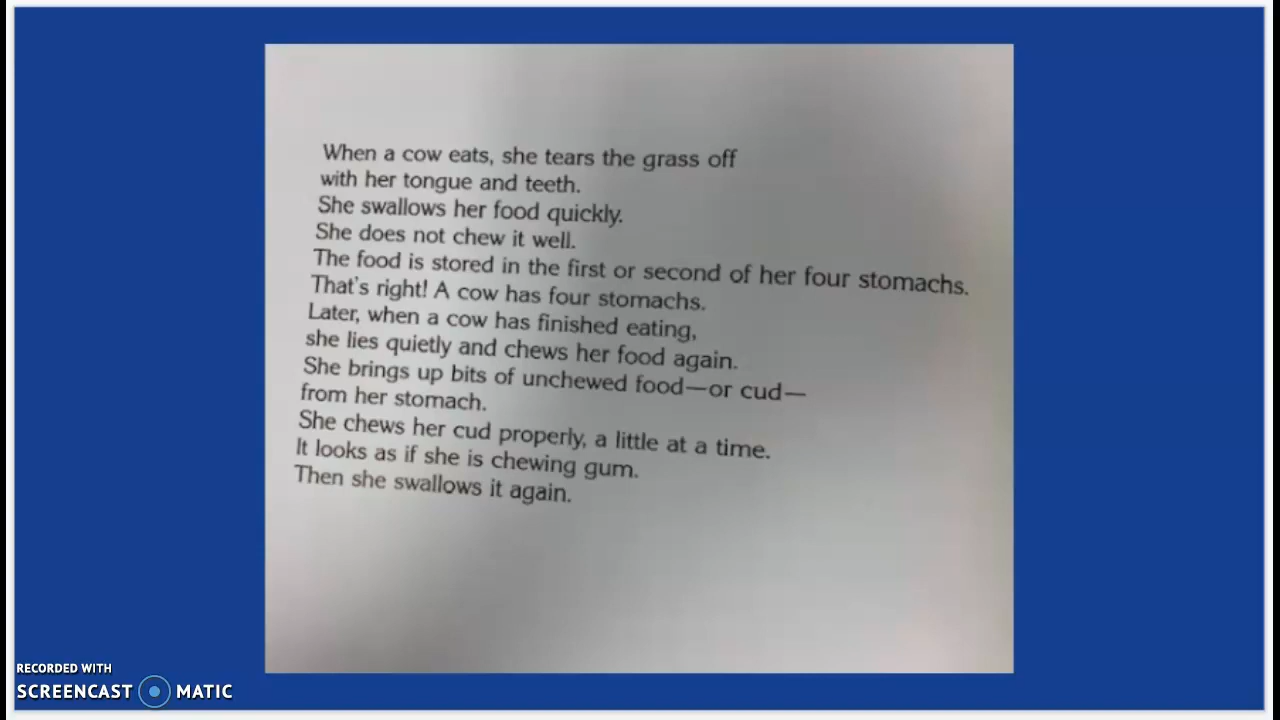 When a cow eats, she tears the grass off
with her tongue and teeth.
She swallows her food quickly.
She does not chew it well.
The food is stored in the first or second of her four stomachs.
That's right! A cow has four stomachs.
Later, when a cow has finished eating,
she lies quietly and chews her food again.
She brings up bits of unchewed food—or cud—
from her stomach.
She chews her cud properly, a little at a time.
It looks as if she is chewing gum.
Then she swallows it again.
RECORDED WITH
SCREENCAST MATIC